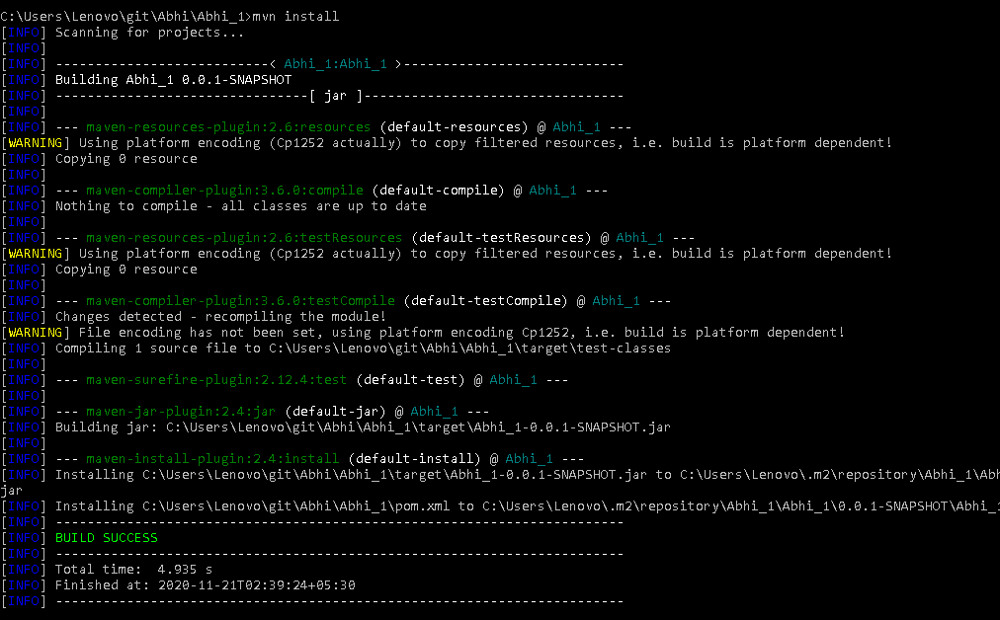 C:\Users\Lenovo\git\Abhi\Abhi_1>mvn install
[INFO] Scanning for projects...
[INFO]
[INFO] ----------------------------< Abhi_1:Abhi_1 >----------------------------
[INFO] Building Abhi_1 0.0.1-SNAPSHOT
[INFO] --------------------------------[ jar ]---------------------------------
[INFO]
[INFO] --- maven-resources-plugin:2.6:resources (default-resources) @ Abhi_1 ---
[WARNING] Using platform encoding (Cp1252 actually) to copy filtered resources, i.e. build is platform dependent!
[INFO] Copying 0 resource
[INFO]
[INFO] --- maven-compiler-plugin:3.6.0:compile (default-compile) @ Abhi_1 ---
[INFO] Nothing to compile - all classes are up to date
[INFO]
[INFO] --- maven-resources-plugin:2.6:testResources (default-testResources) @ Abhi_1 ---
[WARNING] Using platform encoding (Cp1252 actually) to copy filtered resources, i.e. build is platform dependent!
[INFO] Copying 0 resource
[INFO]
[INFO] --- maven-compiler-plugin:3.6.0:testCompile (default-testCompile) @ Abhi_1 ---
[INFO] Changes detected - recompiling the module!
[WARNING] File encoding has not been set, using platform encoding Cp1252, i.e. build is platform dependent!
[INFO] Compiling 1 source file to C:\Users\Lenovo\git\Abhi\Abhi_1\target\test-classes
[INFO]
[INFO] --- maven-surefire-plugin:2.12.4:test (default-test) @ Abhi_1 ---
[INFO]
[INFO] --- maven-jar-plugin:2.4:jar (default-jar) @ Abhi_1 ---
[INFO] Building jar: C:\Users\Lenovo\git\Abhi\Abhi_1\target\Abhi_1-0.0.1-SNAPSHOT.jar
[INFO]
[INFO] --- maven-install-plugin:2.4:install (default-install) @ Abhi_1 ---
[INFO] Installing C:\Users\Lenovo\git\Abhi\Abhi_1\target\Abhi_1-0.0.1-SNAPSHOT.jar to C:\Users\Lenovo\.m2\repository\Abhi_1\Abh
jar
[INFO] Installing C:\Users\Lenovo\git\Abhi\Abhi_1\pom.xml to C:\Users\Lenovo\.m2\repository\Abhi_1\Abhi_1\0.0.1-SNAPSHOT\Abhi_1
[INFO] ------------------------------------------------------------------------
[INFO] BUILD SUCCESS
[INFO] ------------------------------------------------------------------------
[INFO] Total time:  4.935 s
[INFO] Finished at: 2020-11-21T02:39:24+05:30
[INFO] ------------------------------------------------------------------------